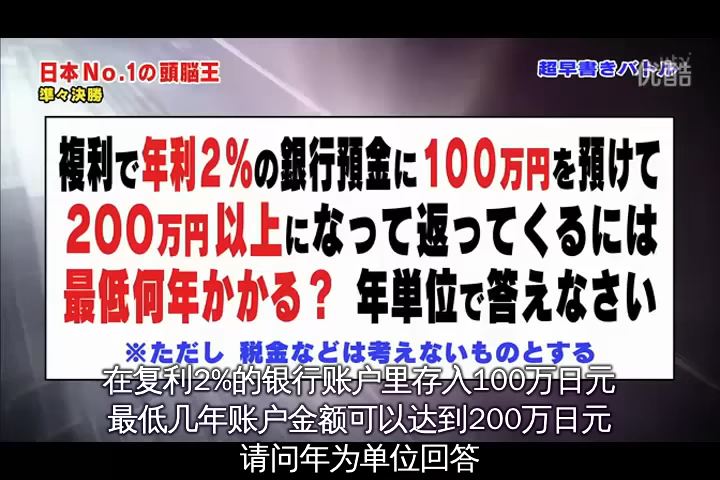 日本No.1の頭脳王
準々決勝
超早書きバトル
优酷
複利で年利2%の銀行預金に100万円を預けて
200万円以上になって返ってくるには
最低何年かかる? 年単位で答えなさい
※ただし 税金などは考えないものとする
在复利2%的银行账户里存入100万日元
最低几年账户金额可以达到200万日元
请问年为单位回答